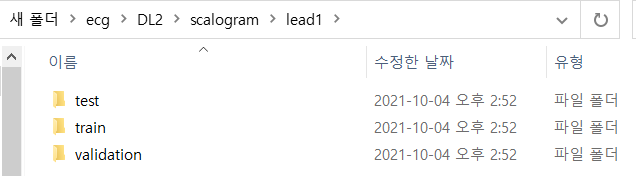 새 폴더 > ecg > DL2 > scalogram > lead1 >
이름 수정한 날짜 유형
test 2021-10-04 오후 2:52 파일 폴더
train 2021-10-04 오후 2:52 파일 폴더
validation 2021-10-04 오후 2:52 파일 폴더